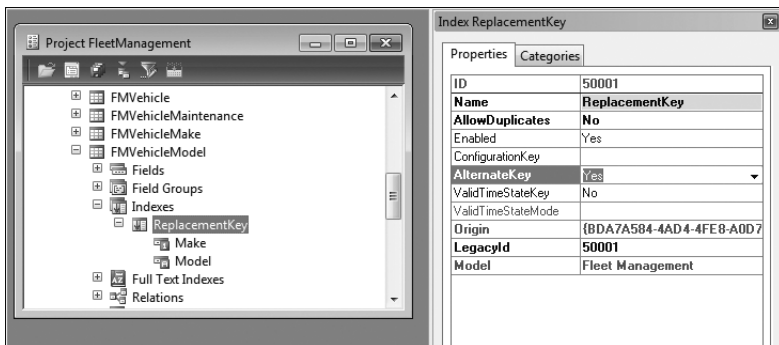 Project FleetManagement
FMVehicle
FMVehicleMaintenance
FMVehicleMake
FMVehicleModel
Fields
Field Groups
Indexes
ReplacementKey
Make
Model
Full Text Indexes
Relations
Index ReplacementKey
Properties Categories
ID 50001
Name ReplacementKey
AllowDuplicates No
Enabled Yes
ConfigurationKey
AlternateKey Yes
ValidTimeStateKey No
ValidTimeStateMode
Origin {BDA7A584-4AD4-4FE8-A0D7
LegacyId 50001
Model Fleet Management